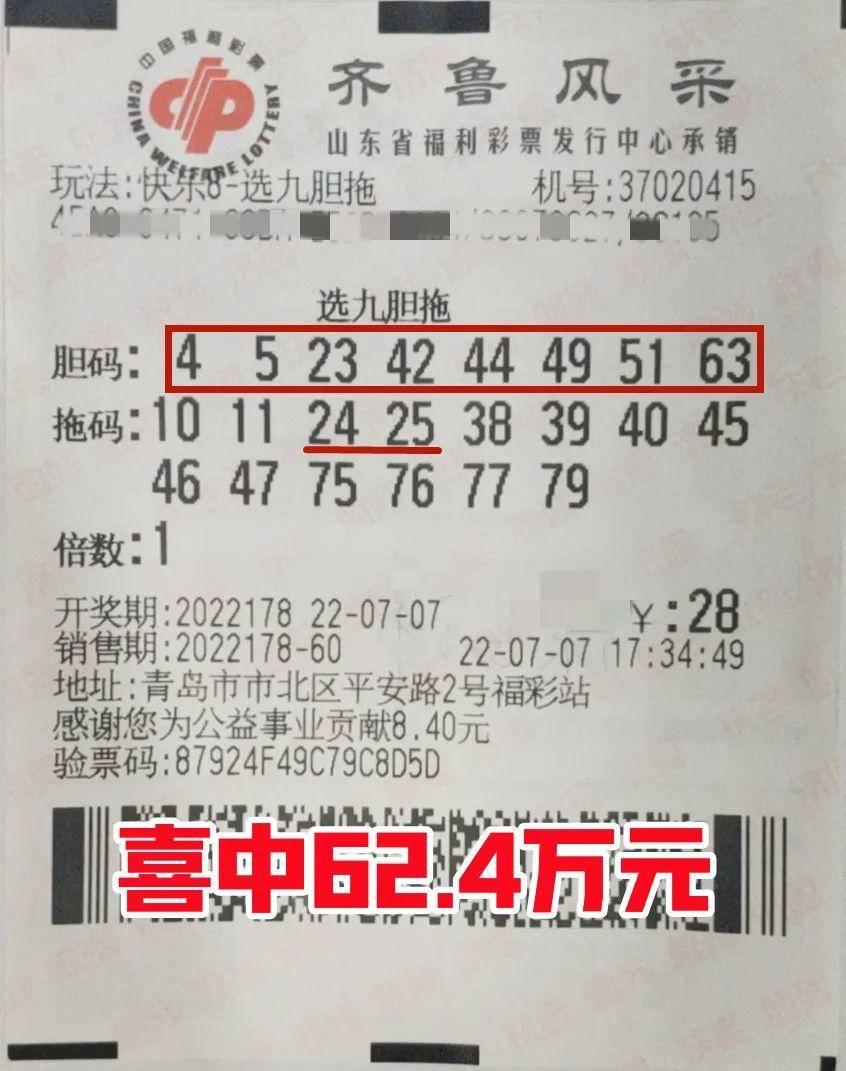 中国福利彩票
CHINA WELFARE LOTTERY
齐鲁风采
山东省福利彩票发行中心承销
玩法:快乐8-选九胆拖 机号:37020415
选九胆拖
胆码: 4 5 23 42 44 49 51 63
拖码:10 11 24 25 38 39 40 45
46 47 75 76 77 79
倍数:1
开奖期:2022178 22-07-07 ¥:28
销售期:2022178-60 22-07-07 17:34:49
地址:青岛市市北区平安路2号福彩站
感谢您为公益事业贡献8.40元
验票码:87924F49C79C8D5D
喜中62.4万元